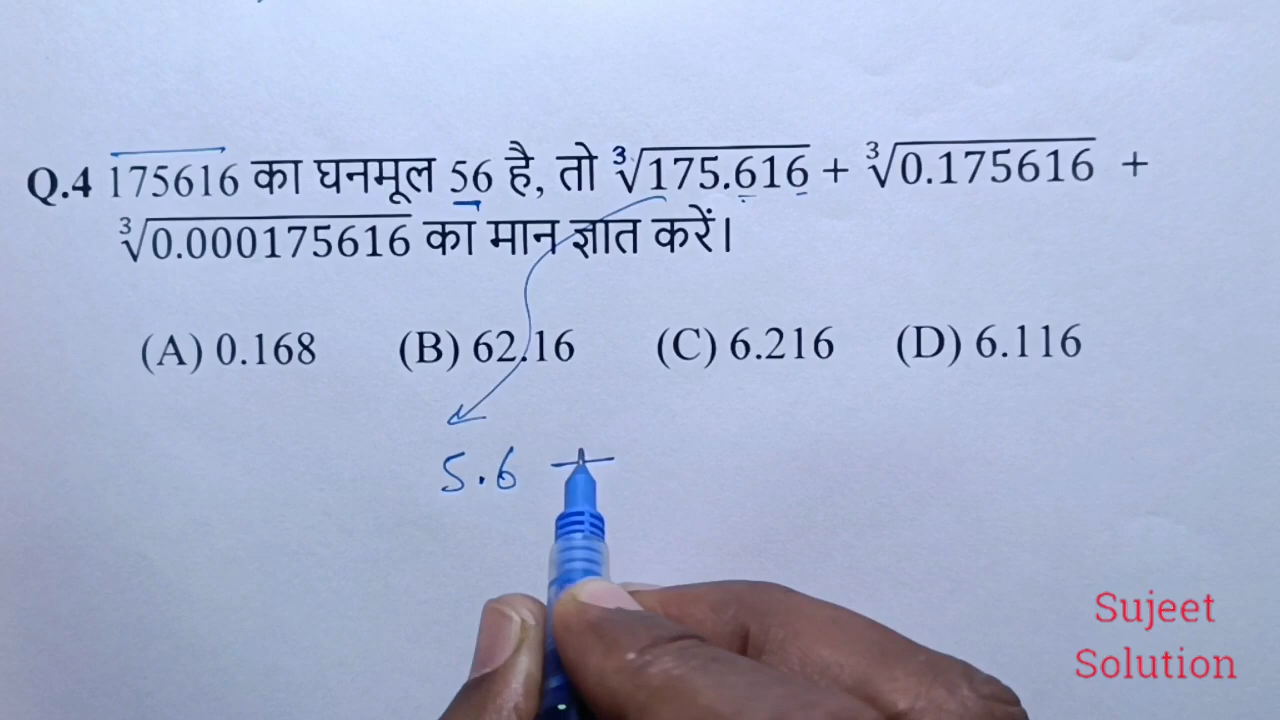 Q.4 175616 का घनमूल 56 है, तो ∛175.616 + ∛0.175616 +
∛0.000175616 का मान ज्ञात करें।
(A) 0.168 (B) 62.16 (C) 6.216 (D) 6.116
5.6 +
Sujeet
Solution